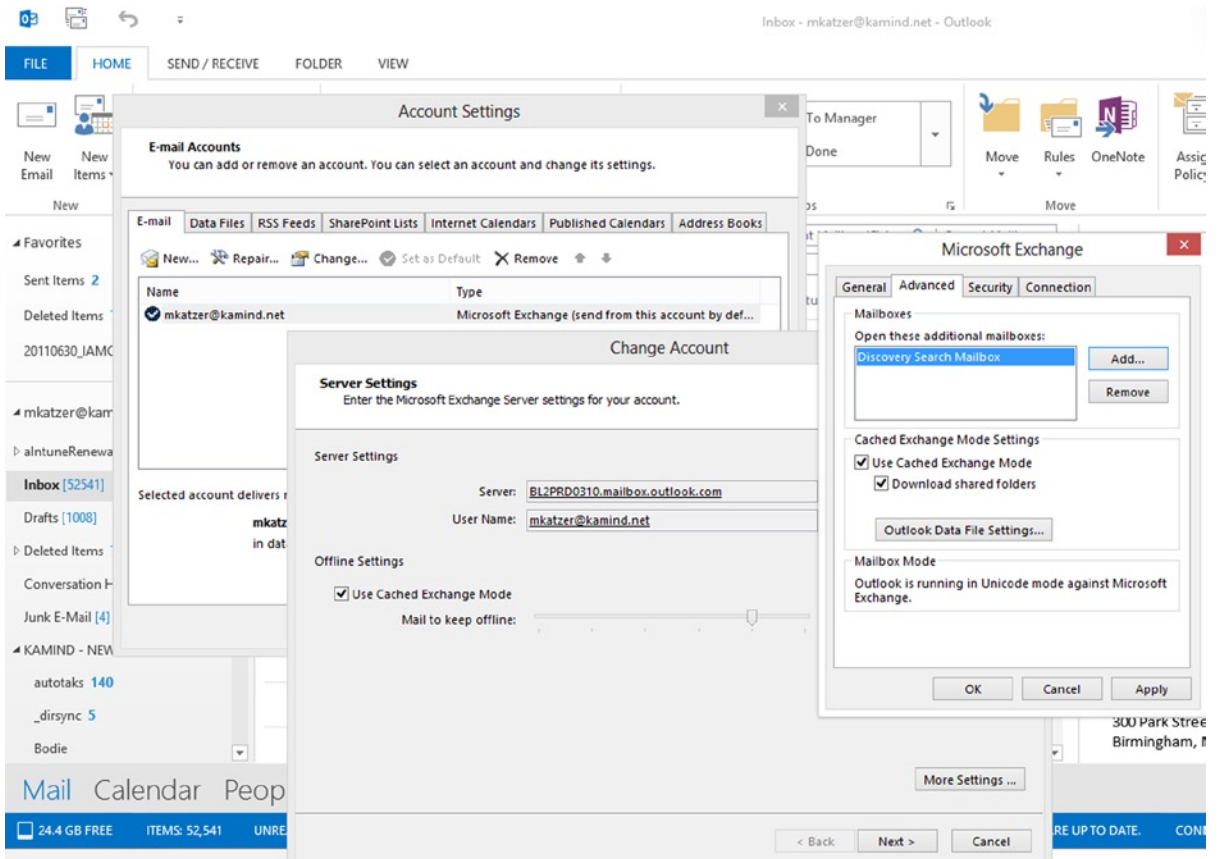 Inbox - mkatzer@kamind.net - Outlook
FILE HOME SEND / RECEIVE FOLDER VIEW
New Email
New Items
New
To Manager
Done
Move
Rules
OneNote
Move
Account Settings
E-mail Accounts
You can add or remove an account. You can select an account and change its settings.
E-mail Data Files RSS Feeds SharePoint Lists Internet Calendars Published Calendars Address Books
New... Repair... Change... Set as Default Remove
Name Type
mkatzer@kamind.net Microsoft Exchange (send from this account by def...
Selected account delivers
mkatz
in dat
Favorites
Sent Items 2
Deleted Items
20110630_IAMC
mkatzer@kam
aIntuneRenewa
Inbox [52541]
Drafts [1008]
Deleted Items
Conversation H
Junk E-Mail [4]
KAMIND - NEW
autotaks 140
_dirsync 5
Bodie
Change Account
Server Settings
Enter the Microsoft Exchange Server settings for your account.
Server Settings
Server: BL2PRD0310.mailbox.outlook.com
User Name: mkatzer@kamind.net
Offline Settings
Use Cached Exchange Mode
Mail to keep offline:
More Settings ...
< Back Next > Cancel
Microsoft Exchange
General Advanced Security Connection
Mailboxes
Open these additional mailboxes:
Discovery Search Mailbox
Add...
Remove
Cached Exchange Mode Settings
Use Cached Exchange Mode
Download shared folders
Outlook Data File Settings...
Mailbox Mode
Outlook is running in Unicode mode against Microsoft
Exchange.
OK Cancel Apply
300 Park Stree
Birmingham,
Mail Calendar Peop
24.4 GB FREE ITEMS: 52,541 UNRE
RE UP TO DATE. CON